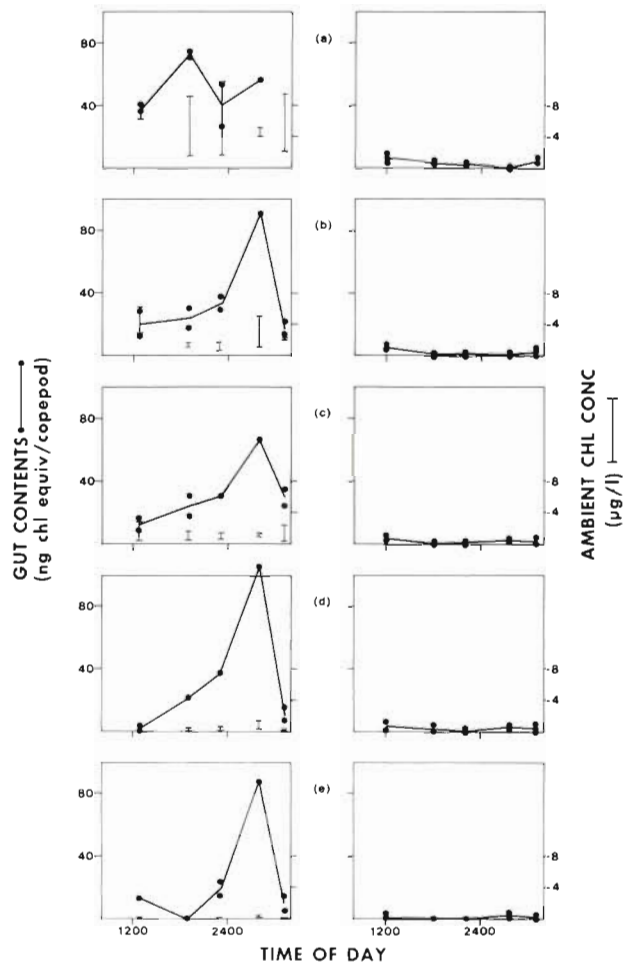 80
40
(a)
8
4
80
40
(b)
8
4
80
40
(c)
8
4
80
40
(d)
8
4
80
40
(e)
8
4
1200
2400
1200
2400
TIME OF DAY
GUT CONTENTS
(ng chl equiv/copepod)
AMBIENT CHL CONC
(µg/l)